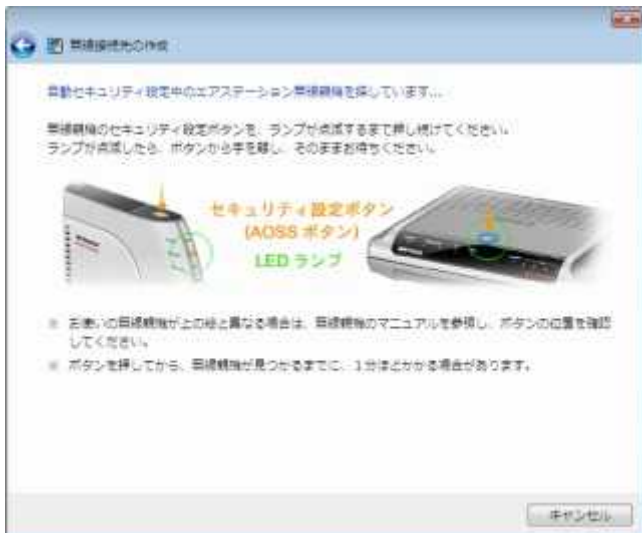 無線接続先の作成
自動セキュリティ設定中のエアステーション無線親機を探しています...
無線親機のセキュリティ設定ボタンを、ランプが点滅するまで押し続けてください。
ランプが点滅したら、ボタンから手を離し、そのままお待ちください。
セキュリティ設定ボタン
(AOSS ボタン)
LED ランプ
お使いの無線親機が上の絵と異なる場合は、無線親機のマニュアルを参照し、ボタンの位置を確認
してください。
ボタンを押してから、無線親機が見つかるまでに、1分ほどかかる場合があります。
キャンセル